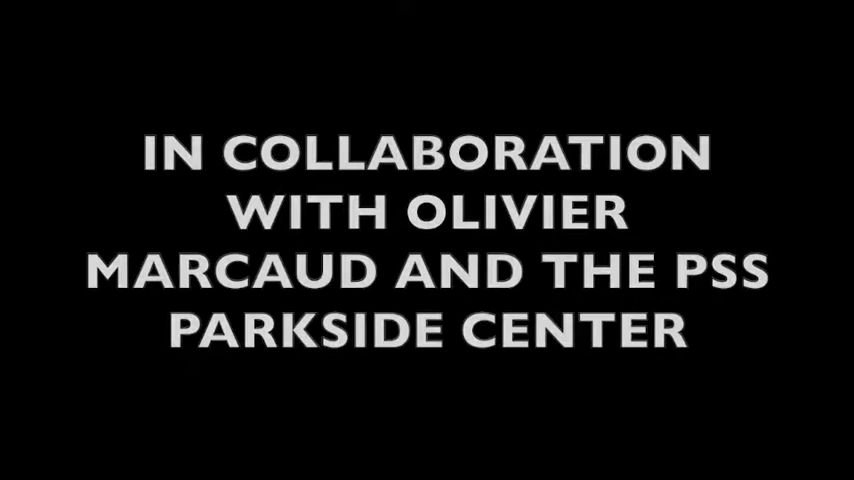 IN COLLABORATION
WITH OLIVIER
MARCAUD AND THE PSS
PARKSIDE CENTER